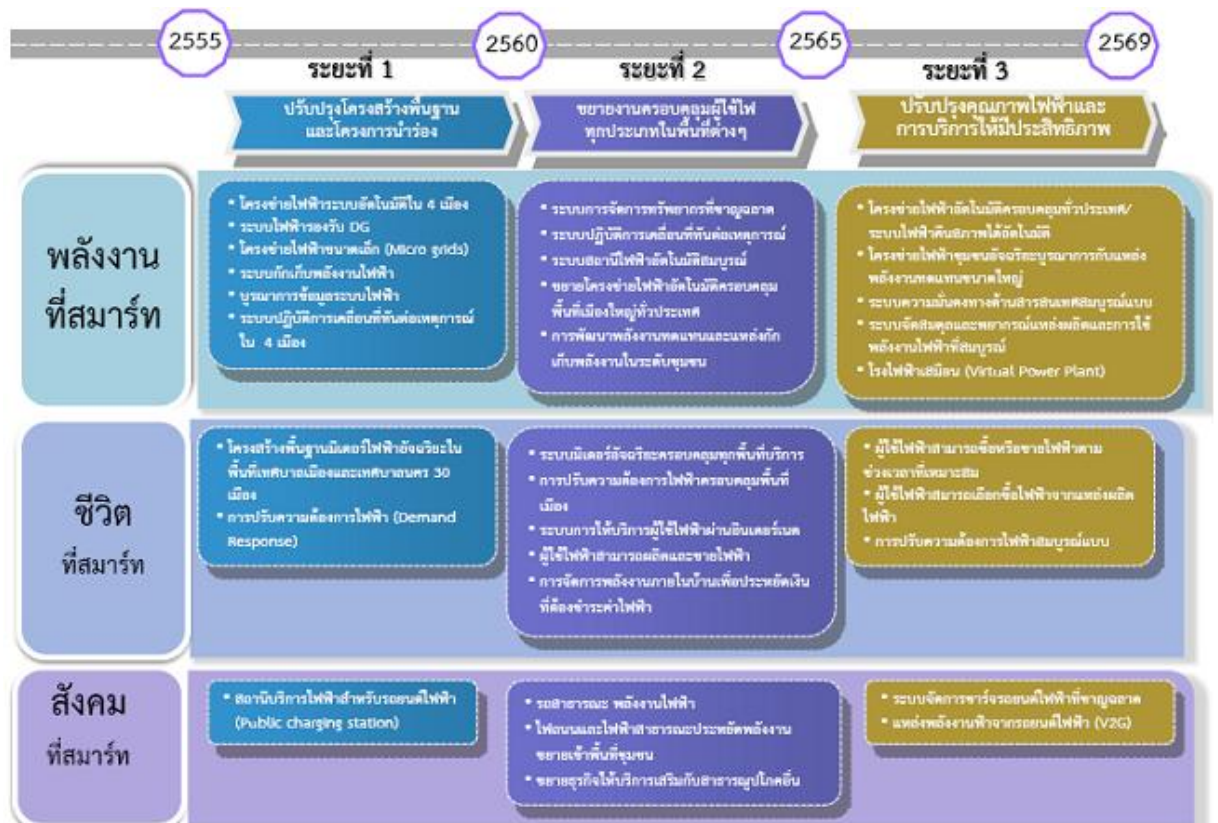 2555
2560
2565
2569
ระยะที่ 1
ระยะที่ 2
ระยะที่ 3
ปรับปรุงโครงสร้างพื้นฐาน
และโครงการนำร่อง
ขยายงานครอบคลุมผู้ใช้ไฟ
ทุกประเภทในพื้นที่ต่างๆ
ปรับปรุงคุณภาพไฟฟ้าและ
การบริการให้มีประสิทธิภาพ
พลังงาน
ที่สมาร์ท
* โครงข่ายไฟฟ้าระบบอัตโนมัติใน 4 เมือง
* ระบบไฟฟ้ารองรับ DG
* โครงข่ายไฟฟ้าขนาดเล็ก (Micro grids)
* ระบบกักเก็บพลังงานไฟฟ้า
* บูรณาการข้อมูลระบบไฟฟ้า
* ระบบปฏิบัติการเคลื่อนที่ทันต่อเหตุการณ์
ใน 4 เมือง
* ระบบการจัดการทรัพยากรที่ชาญฉลาด
* ระบบปฏิบัติการเคลื่อนที่ทันต่อเหตุการณ์
* ระบบสถานีไฟฟ้าอัตโนมัติสมบูรณ์
* ขยายโครงข่ายไฟฟ้าอัตโนมัติครอบคลุม
พื้นที่เมืองใหญ่ทั่วประเทศ
* การพัฒนาพลังงานทดแทนและแหล่งกัก
เก็บพลังงานในระดับชุมชน
* โครงข่ายไฟฟ้าอัตโนมัติครอบคลุมทั่วประเทศ/
ระบบไฟฟ้าคืนสภาพได้อัตโนมัติ
* โครงข่ายไฟฟ้าชุมชนอัจฉริยะบูรณาการกับแหล่ง
พลังงานทดแทนขนาดใหญ่
* ระบบความมั่นคงทางด้านสารสนเทศสมบูรณ์แบบ
* ระบบจัดสมดุลและพยากรณ์แหล่งผลิตและการใช้
พลังงานไฟฟ้าที่สมบูรณ์
* โรงไฟฟ้าเสมือน (Virtual Power Plant)
ชีวิต
ที่สมาร์ท
* โครงสร้างพื้นฐานมิเตอร์ไฟฟ้าอัจฉริยะใน
พื้นที่เทศบาลเมืองและเทศบาลนคร 30
เมือง
* การปรับความต้องการไฟฟ้า (Demand
Response)
* ระบบมิเตอร์อัจฉริยะครอบคลุมทุกพื้นที่บริการ
* การปรับความต้องการไฟฟ้าครอบคลุมพื้นที่
เมือง
* ระบบการให้บริการผู้ใช้ไฟฟ้าผ่านอินเตอร์เนต
* ผู้ใช้ไฟฟ้าสามารถผลิตและขายไฟฟ้า
* การจัดการพลังงานภายในบ้านเพื่อประหยัดเงิน
ที่ต้องชำระค่าไฟฟ้า
* ผู้ใช้ไฟฟ้าสามารถซื้อหรือขายไฟฟ้าตาม
ช่วงเวลาที่เหมาะสม
* ผู้ใช้ไฟฟ้าสมารถเลือกซื้อไฟฟ้าจากแหล่งผลิต
ไฟฟ้า
* การปรับความต้องการไฟฟ้าสมบูรณ์แบบ
สังคม
ที่สมาร์ท
* สถานีบริการไฟฟ้าสำหรับรถยนต์ไฟฟ้า
(Public charging station)
* รถสาธารณะ พลังงานไฟฟ้า
* ไฟถนนและไฟฟ้าสาธารณะประหยัดพลังงาน
ขยายเข้าพื้นที่ชุมชน
* ขยายธุรกิจให้บริการเสริมกับสาธารณูปโภคอื่น
* ระบบจัดการชาร์จรถยนต์ไฟฟ้าที่ชาญฉลาด
* แหล่งพลังงานฟ้าจากรถยนต์ไฟฟ้า (V2G)